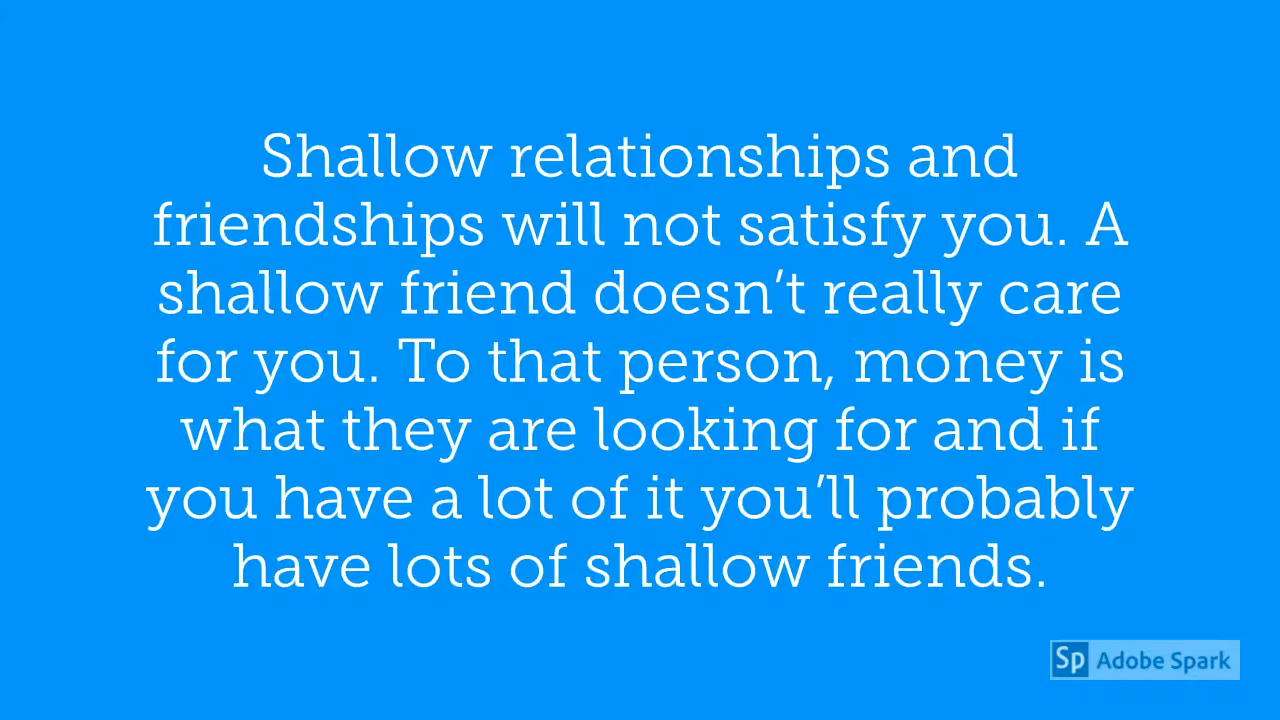 Shallow relationships and
friendships will not satisfy you. A
shallow friend doesn’t really care
for you. To that person, money is
what they are looking for and if
you have a lot of it you’ll probably
have lots of shallow friends.
Sp Adobe Spark